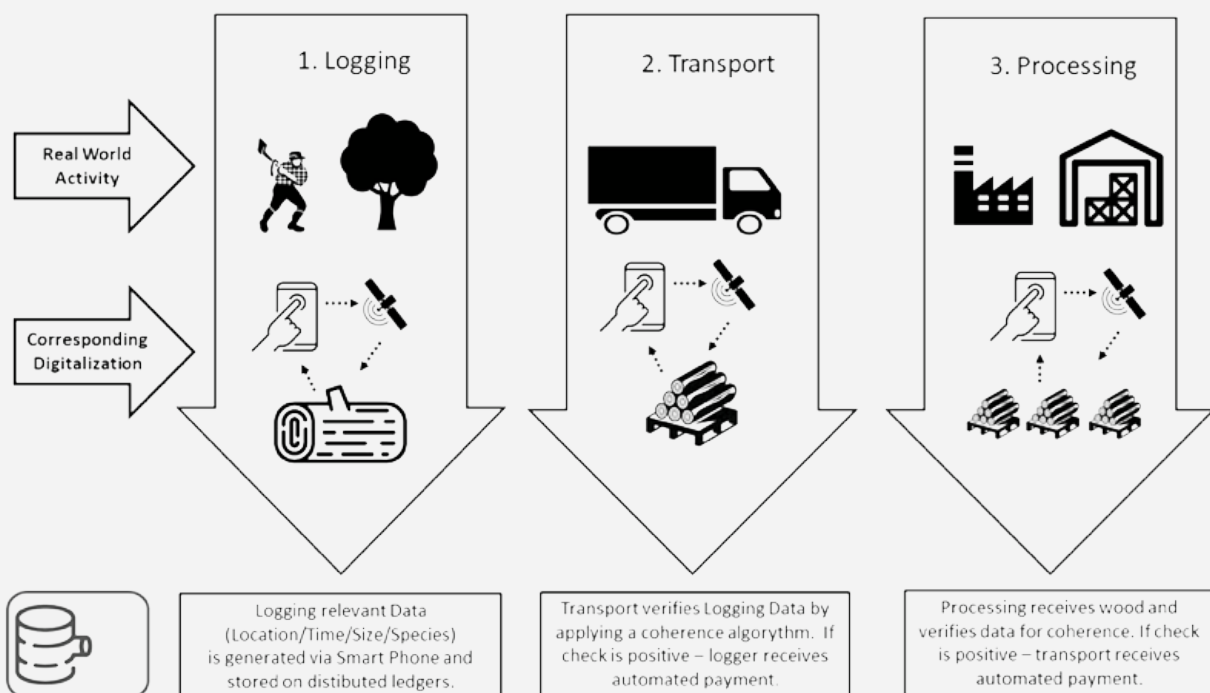 1. Logging
2. Transport
3. Processing
Real World
Activity
Corresponding
Digitalization
Logging relevant Data
(Location/Time/Size/Species)
is generated via Smart Phone and
stored on distibuted ledgers.
Transport verifies Logging Data by
applying a coherence algorythm. If
check is positive – logger receives
automated payment.
Processing receives wood and
verifies data for coherence. If check
is positive – transport receives
automated payment.